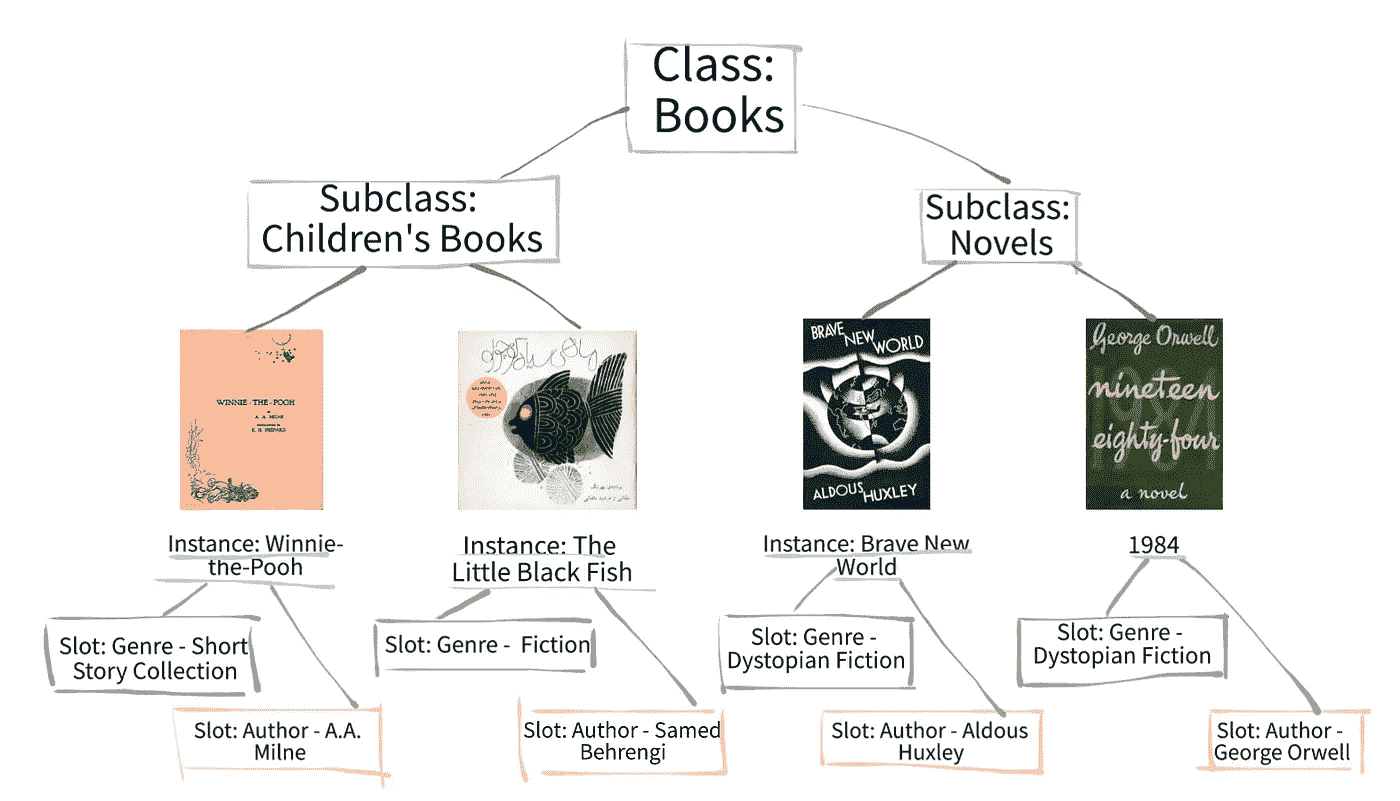 Class:
Books
Subclass:
Children's Books
Subclass:
Novels
WINNIE-THE-POOH
BY
A. A. MILNE
E. H. SHEPARD
BRAVE
NEW
WORLD
ALDOUS HUXLEY
George Orwell
nineteen
eighty-four
1984
a novel
Instance: Winnie-
the-Pooh
Instance: The
Little Black Fish
Instance: Brave New
World
1984
Slot: Genre - Short
Story Collection
Slot: Genre - Fiction
Slot: Genre -
Dystopian Fiction
Slot: Genre -
Dystopian Fiction
Slot: Author - A.A.
Milne
Slot: Author - Samed
Behrengi
Slot: Author - Aldous
Huxley
Slot: Author -
George Orwell